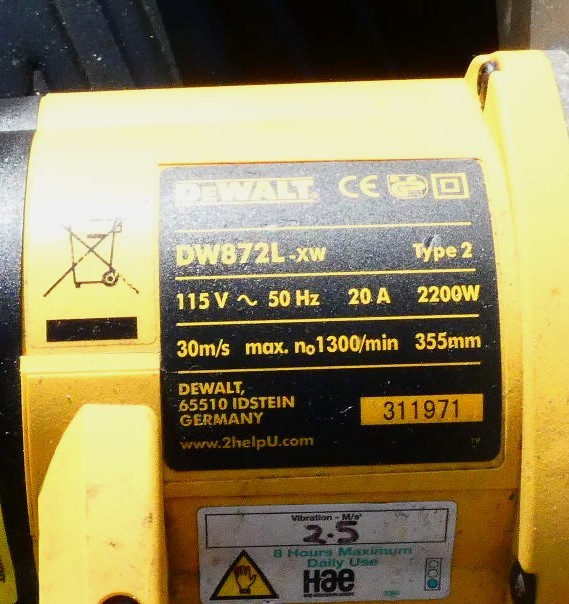 DEWALT CE
DW872L-XW Type 2
115 V ~ 50 Hz 20 A 2200W
30m/s max. n₀1300/min 355mm
DEWALT,
65510 IDSTEIN
GERMANY
311971
www.2helpU.com
Vibration - M/s²
2.5
8 Hours Maximum
Daily Use
Hae